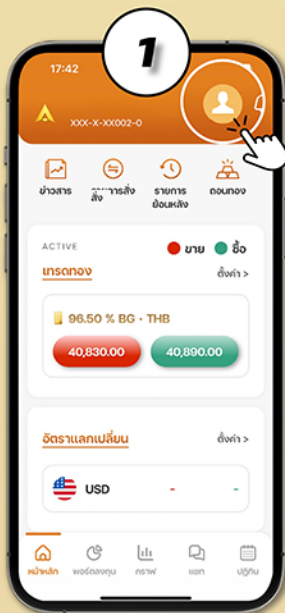 1
17:42
XXX-X-XX002-0
ข่าวสาร
รายการ
ย้อนหลัง
ถอนทอง
ACTIVE
ขาย
ซื้อ
เทรดทอง
ตั้งค่า >
96.50 % BG • THB
40,830.00
40,890.00
อัตราแลกเปลี่ยน
ตั้งค่า >
USD
-
-
หน้าหลัก
พอร์ตลงทุน
กราฟ
แชท
ปฏิทิน